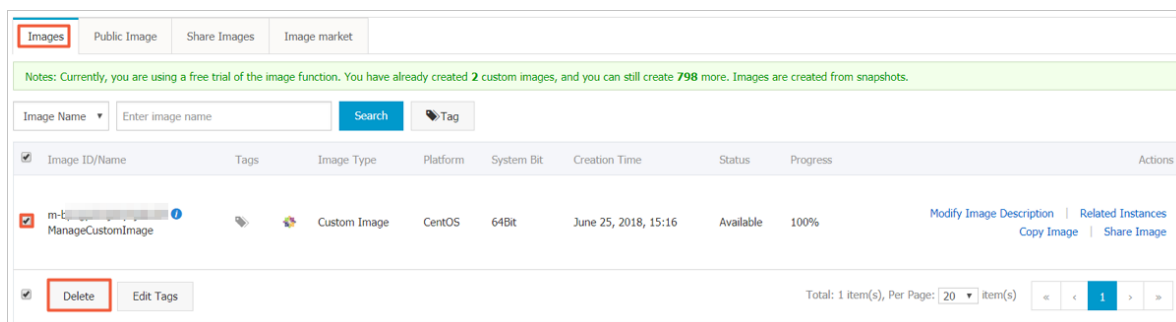 Images Public Image Share Images Image market
Notes: Currently, you are using a free trial of the image function. You have already created 2 custom images, and you can still create 798 more. Images are created from snapshots.
Image Name Enter image name Search Tag
Image ID/Name Tags Image Type Platform System Bit Creation Time Status Progress Actions
m-b
ManageCustomImage Custom Image CentOS 64Bit June 25, 2018, 15:16 Available 100% Modify Image Description | Related Instances
Copy Image | Share Image
Delete Edit Tags Total: 1 item(s), Per Page: 20 item(s) « ‹ 1 › »